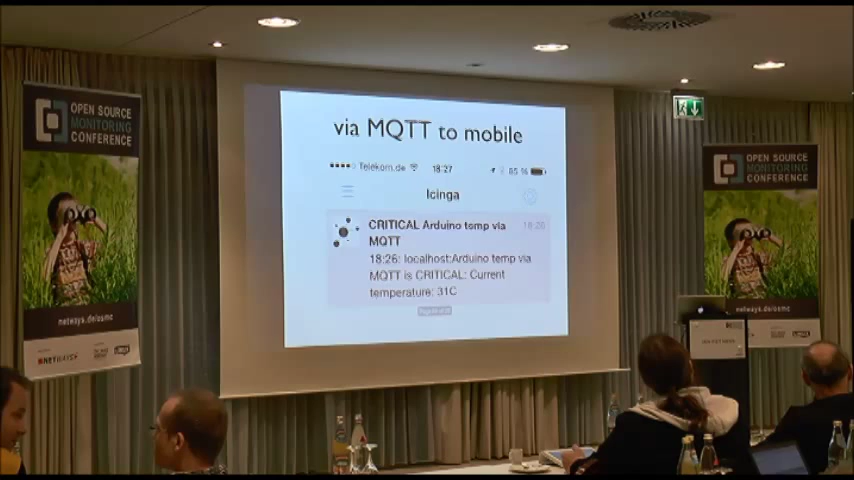 OPEN SOURCE
MONITORING
CONFERENCE
netways.de/osmc
NETWAYS
via MQTT to mobile
Telekom.de 18:27 85 %
Icinga
CRITICAL Arduino temp via 18:26
MQTT
18:26: localhost:Arduino temp via
MQTT is CRITICAL: Current
temperature: 31C
OPEN SOURCE
MONITORING
CONFERENCE
netways.de/osmc